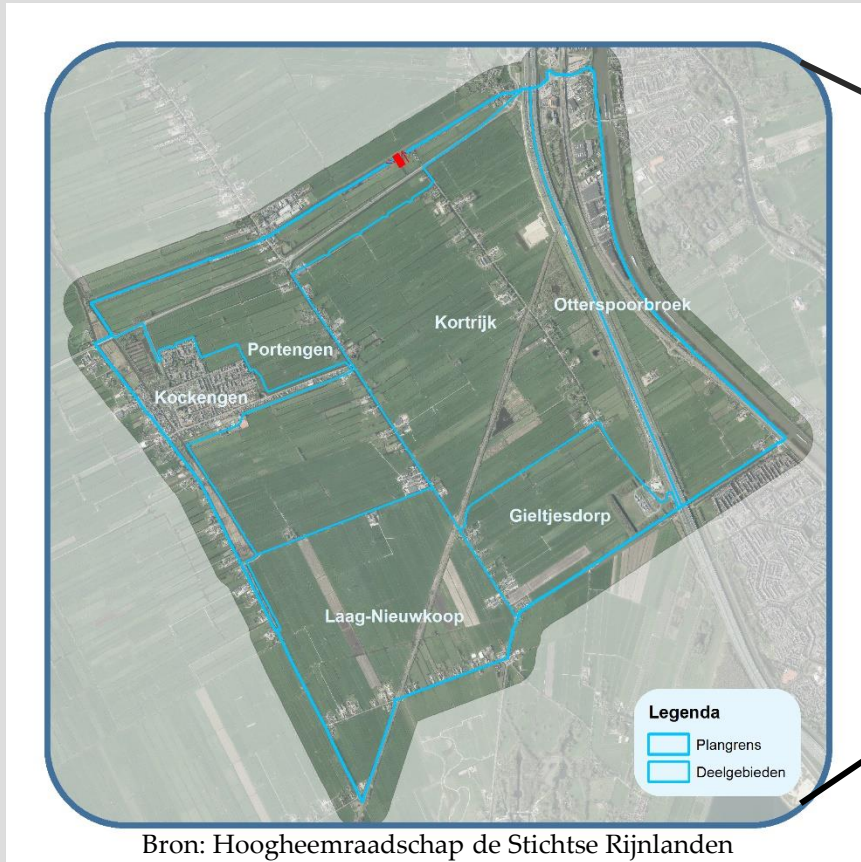 Kortrijk
Otterspoorbroek
Portengen
Kockengen
Gieltjesdorp
Laag-Nieuwkoop
Legenda
Plangrens
Deelgebieden
Bron: Hoogheemraadschap de Stichtse Rijnlanden